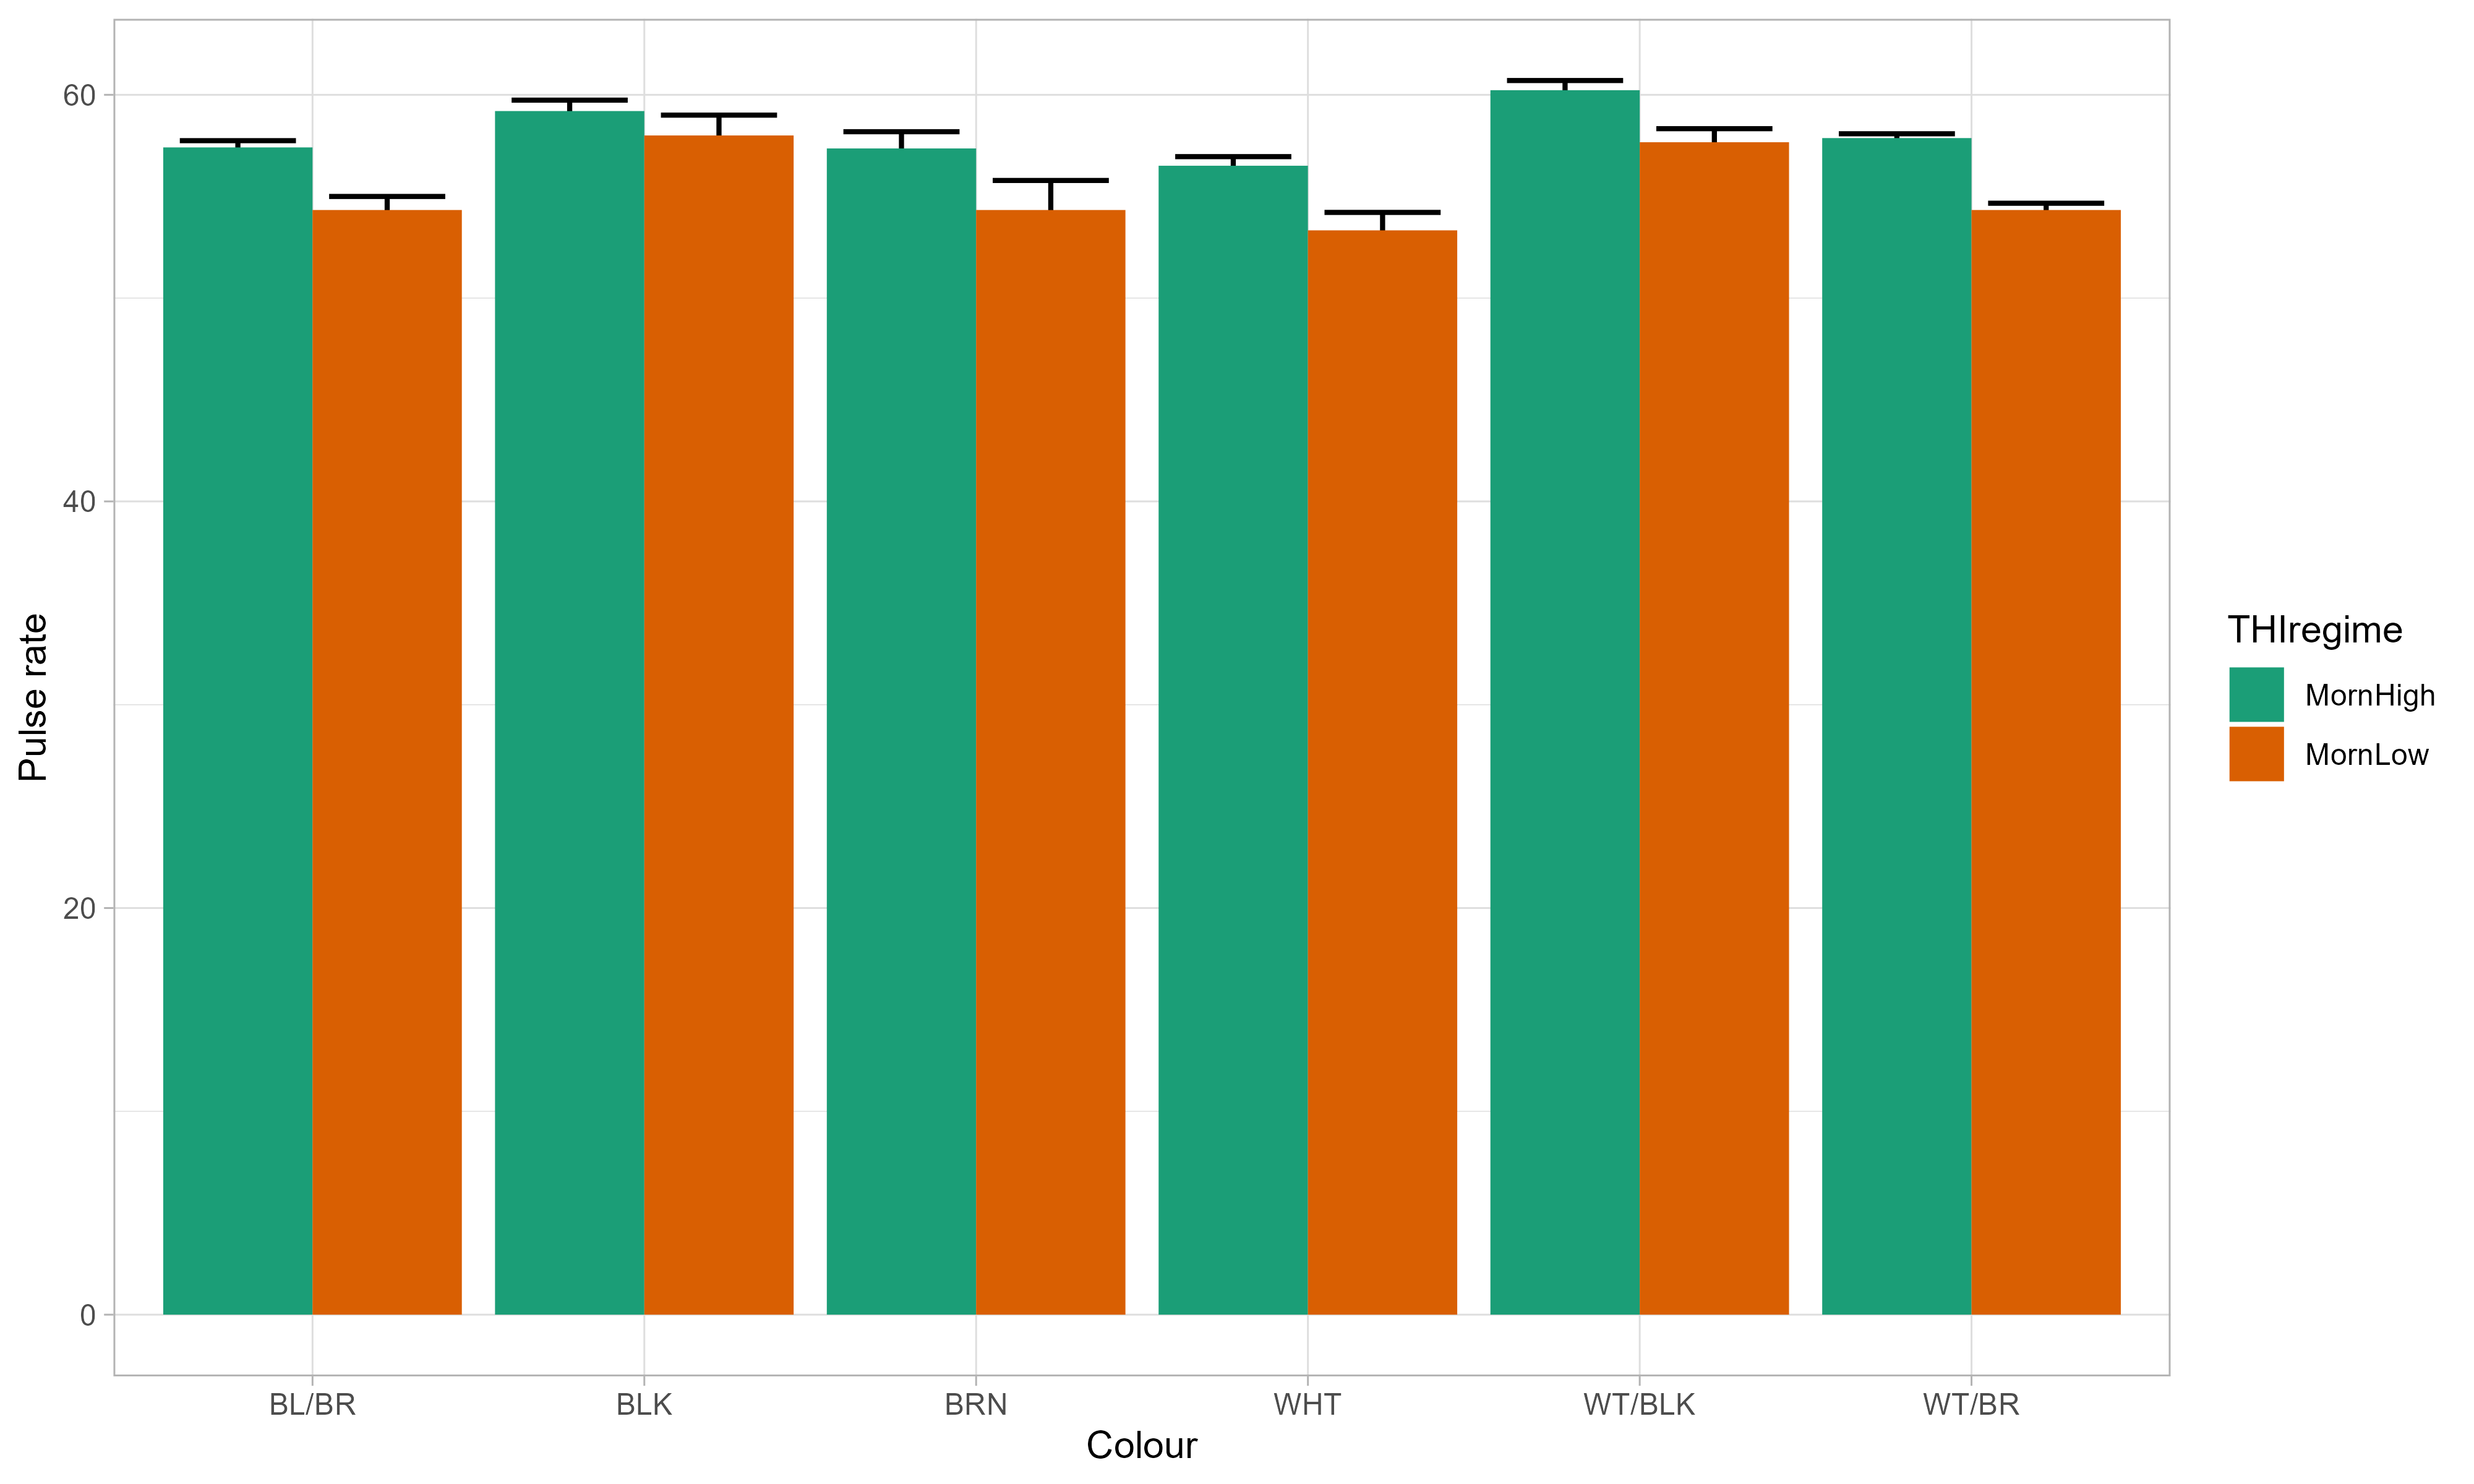 60
40
20
0
Pulse rate
BL/BR BLK BRN WHT WT/BLK WT/BR
Colour
THIregime
MornHigh
MornLow